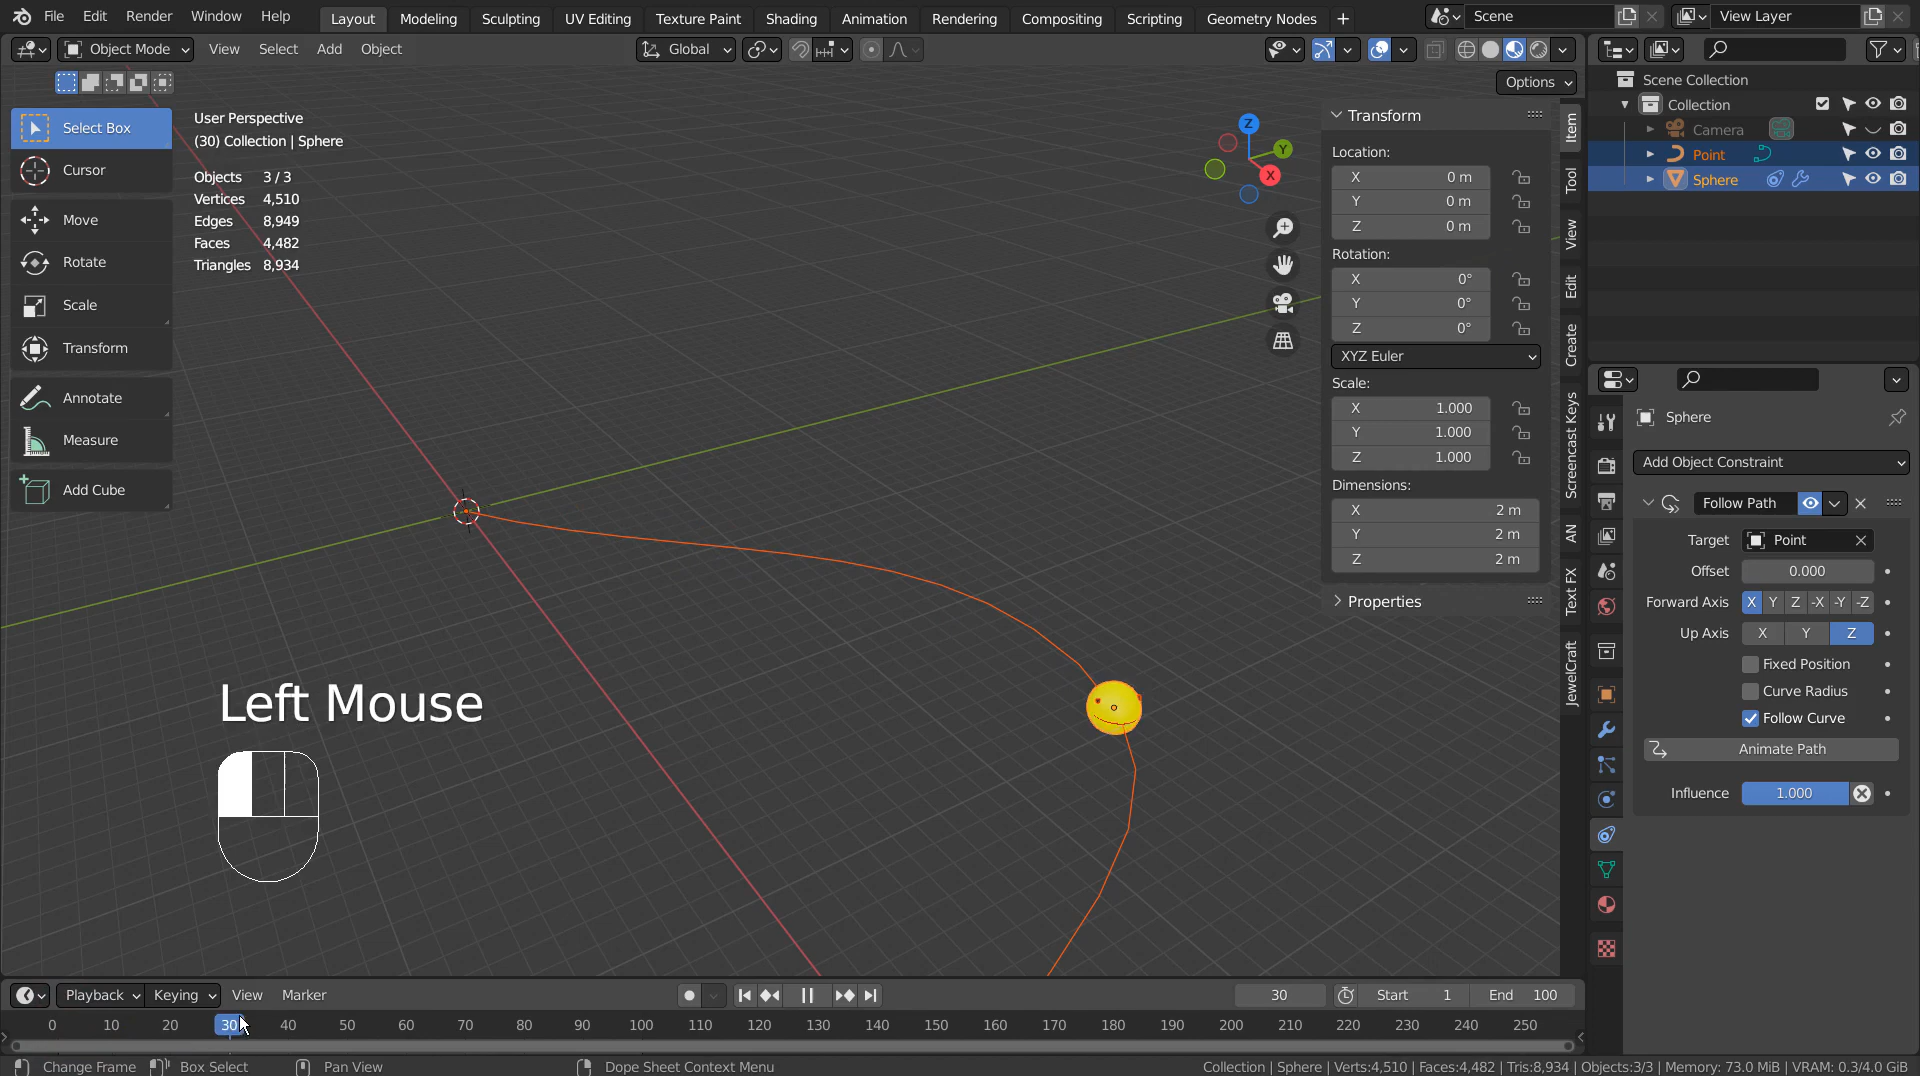 File Edit Render Window Help Layout Modeling Sculpting UV Editing Texture Paint Shading Animation Rendering Compositing Scripting Geometry Nodes + Scene View Layer
Object Mode View Select Add Object Global
Options
Select Box
Cursor
Move
Rotate
Scale
Transform
Annotate
Measure
Add Cube
User Perspective
(30) Collection | Sphere
Objects 3 / 3
Vertices 4,510
Edges 8,949
Faces 4,482
Triangles 8,934
Z
Y
X
Transform
Location:
X 0 m
Y 0 m
Z 0 m
Rotation:
X 0°
Y 0°
Z 0°
XYZ Euler
Scale:
X 1.000
Y 1.000
Z 1.000
Dimensions:
X 2 m
Y 2 m
Z 2 m
Properties
Item
Tool
View
Edit
Create
Screencast Keys
AN
Text FX
JewelCraft
Scene Collection
Collection
Camera
Point
Sphere
Sphere
Add Object Constraint
Follow Path
Target Point
Offset 0.000
Forward Axis X Y Z -X -Y -Z
Up Axis X Y Z
Fixed Position
Curve Radius
Follow Curve
Animate Path
Influence 1.000
Left Mouse
Playback Keying View Marker 30 Start 1 End 100
0 10 20 30 40 50 60 70 80 90 100 110 120 130 140 150 160 170 180 190 200 210 220 230 240 250
Change Frame Box Select Pan View Dope Sheet Context Menu Collection | Sphere | Verts:4,510 | Faces:4,482 | Tris:8,934 | Objects:3/3 | Memory: 73.0 MiB | VRAM: 0.3/4.0 GiB